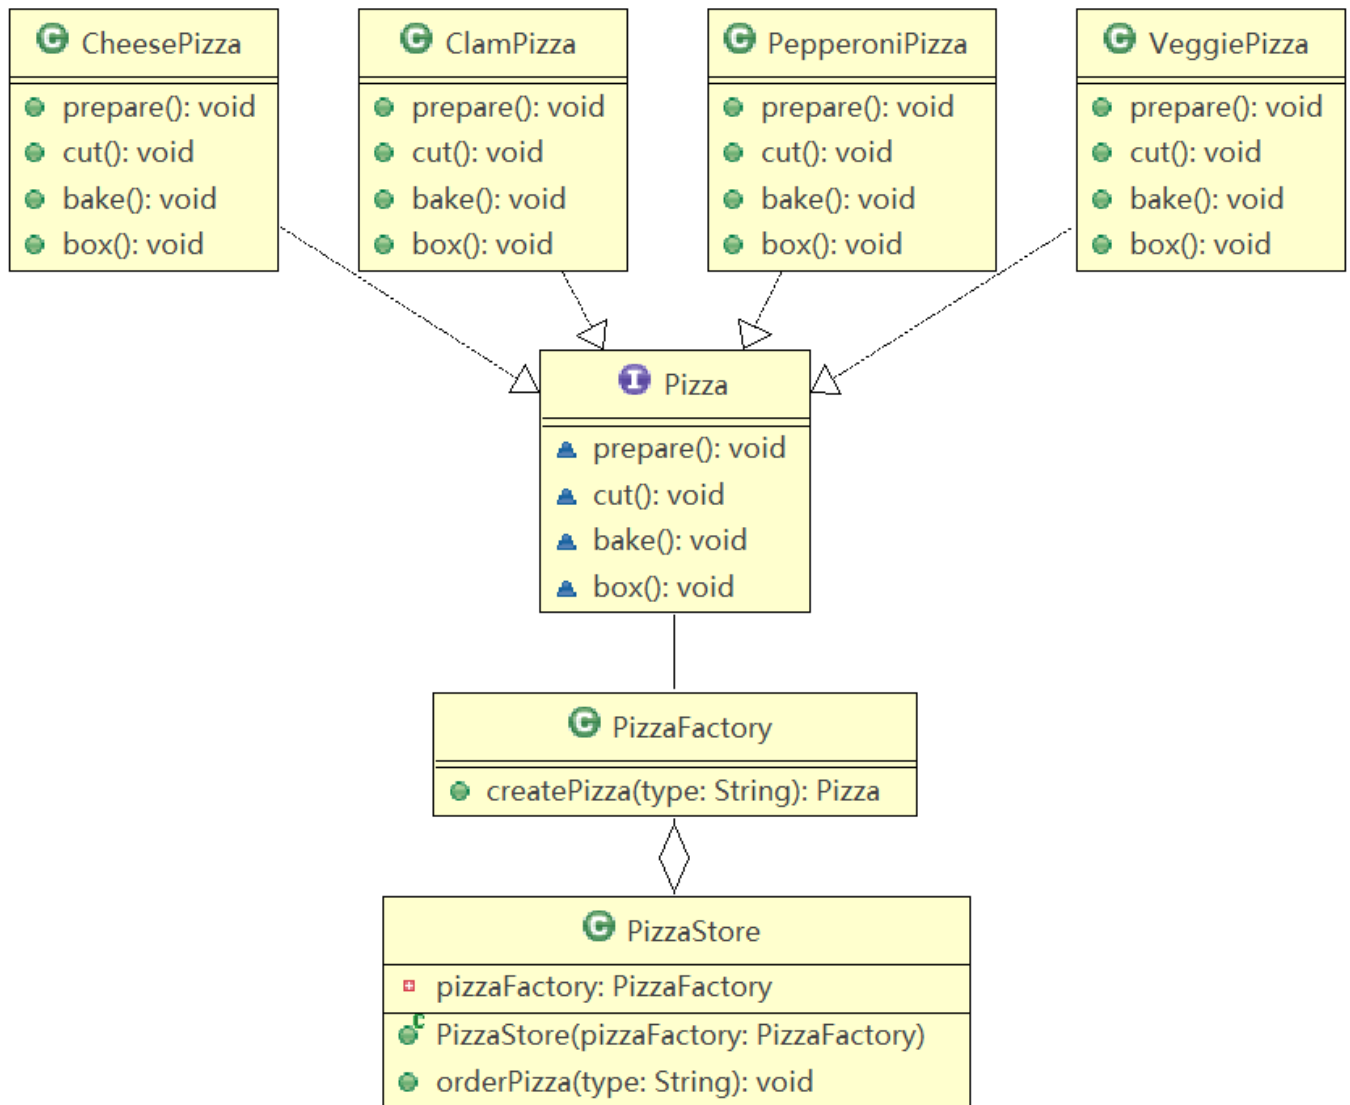 CheesePizza
prepare(): void
cut(): void
bake(): void
box(): void
ClamPizza
prepare(): void
cut(): void
bake(): void
box(): void
PepperoniPizza
prepare(): void
cut(): void
bake(): void
box(): void
VeggiePizza
prepare(): void
cut(): void
bake(): void
box(): void
Pizza
prepare(): void
cut(): void
bake(): void
box(): void
PizzaFactory
createPizza(type: String): Pizza
PizzaStore
pizzaFactory: PizzaFactory
PizzaStore(pizzaFactory: PizzaFactory)
orderPizza(type: String): void